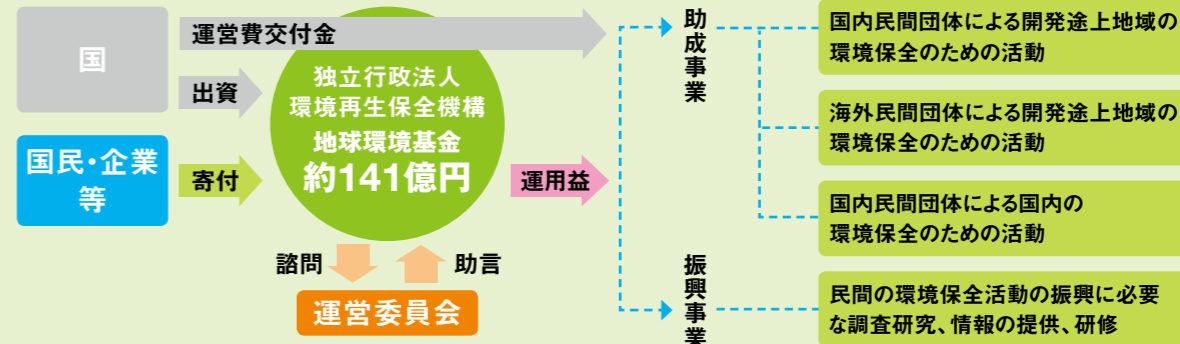 国
運営費交付金
出資
国民・企業
等
寄付
独立行政法人
環境再生保全機構
地球環境基金
約141億円
運用益
諮問
助言
運営委員会
助成事業
国内民間団体による開発途上地域の
環境保全のための活動
海外民間団体による開発途上地域の
環境保全のための活動
国内民間団体による国内の
環境保全のための活動
振興事業
民間の環境保全活動の振興に必要
な調査研究、情報の提供、研修